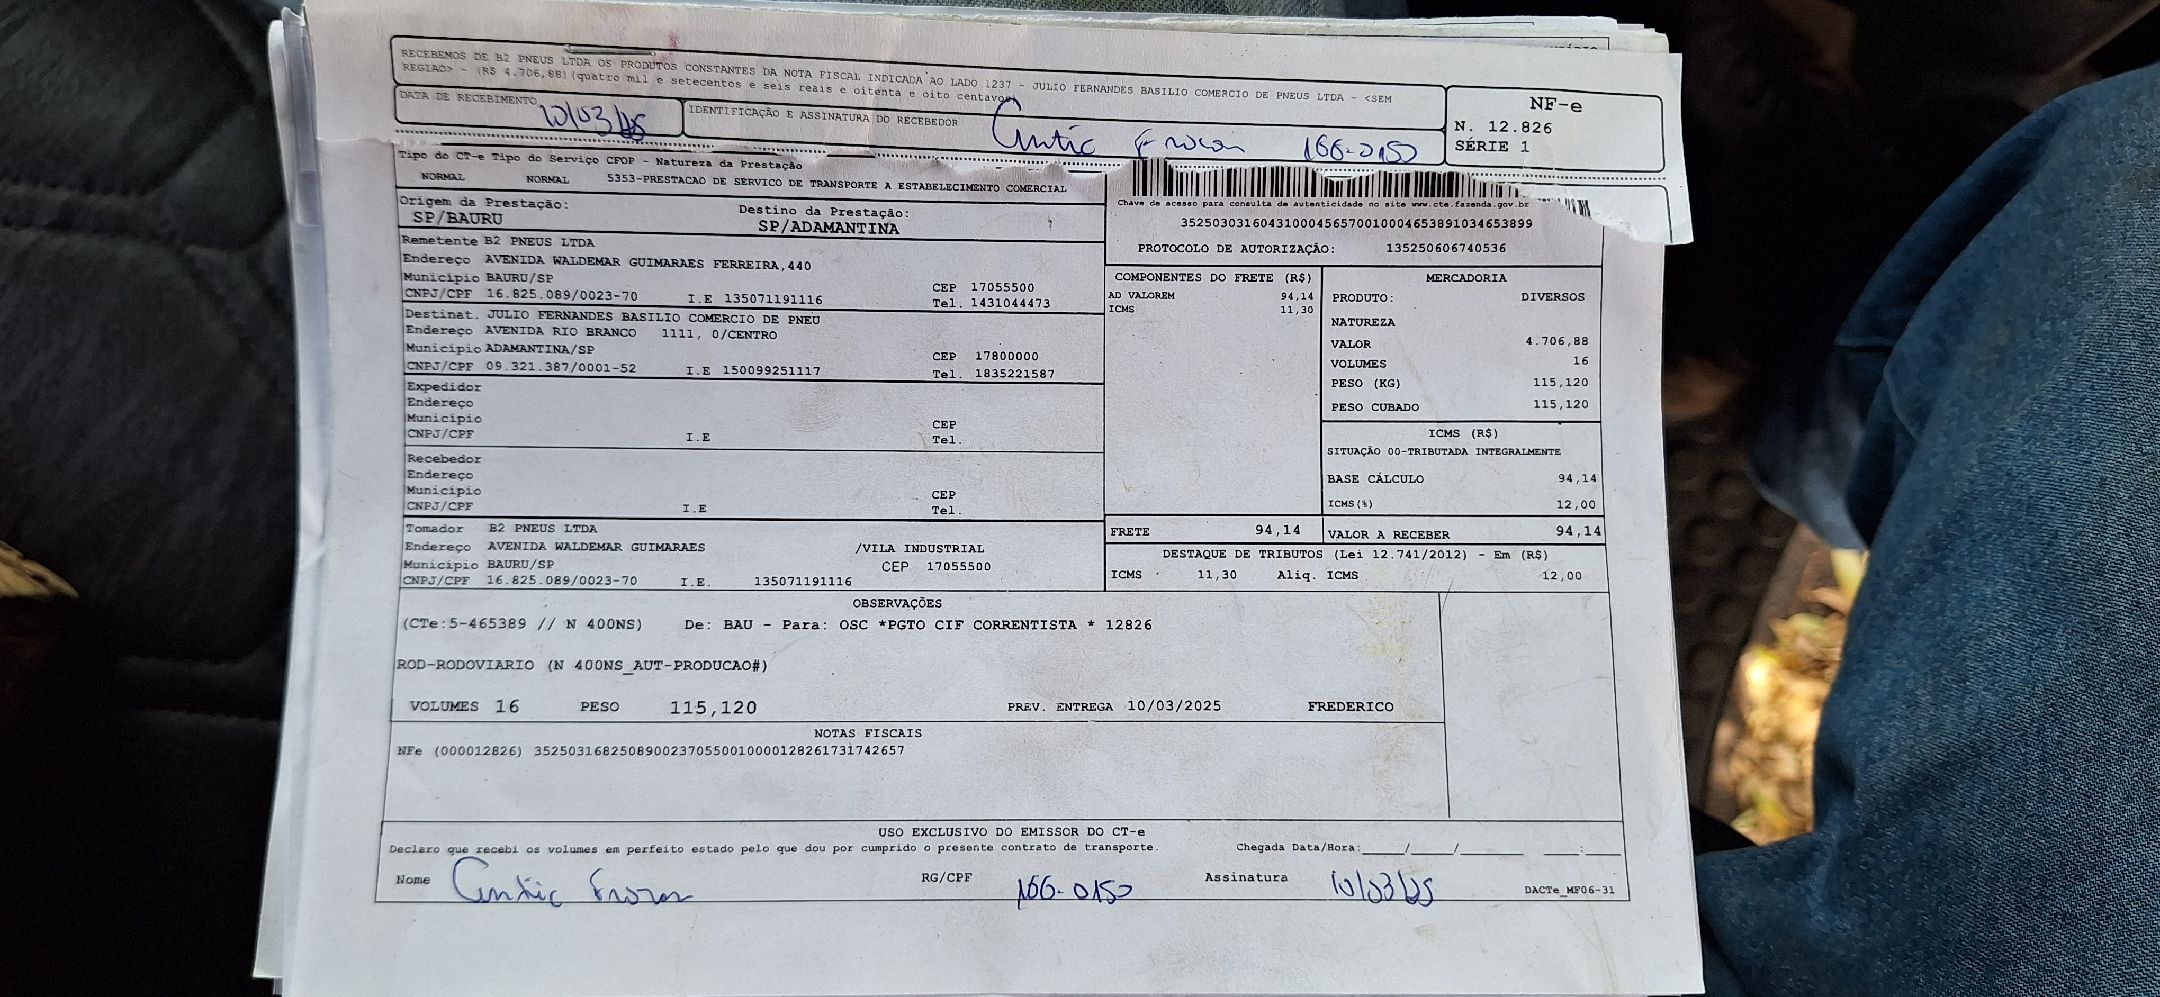 RECEBEMOS DE B2 PNEUS LTDA OS PRODUTOS CONSTANTES DA NOTA FISCAL INDICADA AO LADO 1237 - JULIO FERNANDES BASILIO COMERCIO DE PNEUS LTDA - <SEM
REGIAO> - (R$ 4.706,88)(quatro mil e setecentos e seis reais e oitenta e oito centavos)
DATA DE RECEBIMENTO
10/03/25
IDENTIFICAÇÃO E ASSINATURA DO RECEBEDOR
166-0150
NF-e
N. 12.826
SÉRIE 1
Tipo do CT-e Tipo do Serviço CFOP - Natureza da Prestação
NORMAL NORMAL 5353-PRESTACAO DE SERVICO DE TRANSPORTE A ESTABELECIMENTO COMERCIAL
Origem da Prestação: Destino da Prestação:
SP/BAURU SP/ADAMANTINA
Chave de acesso para consulta de autenticidade no site www.cte.fazenda.gov.br
35250303160431000456570010004653891034653899
PROTOCOLO DE AUTORIZAÇÃO: 135250606740536
Remetente B2 PNEUS LTDA
Endereço AVENIDA WALDEMAR GUIMARAES FERREIRA,440
Município BAURU/SP CEP 17055500
CNPJ/CPF 16.825.089/0023-70 I.E 135071191116 Tel. 1431044473
Destinat. JULIO FERNANDES BASILIO COMERCIO DE PNEU
Endereço AVENIDA RIO BRANCO 1111, 0/CENTRO
Município ADAMANTINA/SP CEP 17800000
CNPJ/CPF 09.321.387/0001-52 I.E 150099251117 Tel. 1835221587
Expedidor
Endereço
Município CEP
CNPJ/CPF I.E Tel.
Recebedor
Endereço
Município CEP
CNPJ/CPF I.E Tel.
Tomador B2 PNEUS LTDA
Endereço AVENIDA WALDEMAR GUIMARAES /VILA INDUSTRIAL
Município BAURU/SP CEP 17055500
CNPJ/CPF 16.825.089/0023-70 I.E. 135071191116
COMPONENTES DO FRETE (R$)
AD VALOREM 94,14
ICMS 11,30
MERCADORIA
PRODUTO: DIVERSOS
NATUREZA
VALOR 4.706,88
VOLUMES 16
PESO (KG) 115,120
PESO CUBADO 115,120
ICMS (R$)
SITUAÇÃO 00-TRIBUTADA INTEGRALMENTE
BASE CÁLCULO 94,14
ICMS(%) 12,00
FRETE 94,14 VALOR A RECEBER 94,14
DESTAQUE DE TRIBUTOS (Lei 12.741/2012) - Em (R$)
ICMS 11,30 Aliq. ICMS 12,00
OBSERVAÇÕES
(CTe:5-465389 // N 400NS) De: BAU - Para: OSC *PGTO CIF CORRENTISTA * 12826
ROD-RODOVIARIO (N 400NS_AUT-PRODUCAO#)
VOLUMES 16 PESO 115,120 PREV. ENTREGA 10/03/2025 FREDERICO
NOTAS FISCAIS
NFe (000012826) 35250316825089002370550010000128261731742657
USO EXCLUSIVO DO EMISSOR DO CT-e
Declaro que recebi os volumes em perfeito estado pelo que dou por cumprido o presente contrato de transporte. Chegada Data/Hora:____/____/______ ____:____
Nome RG/CPF 166-0150 Assinatura 10/03/25 DACTe_MF06-31